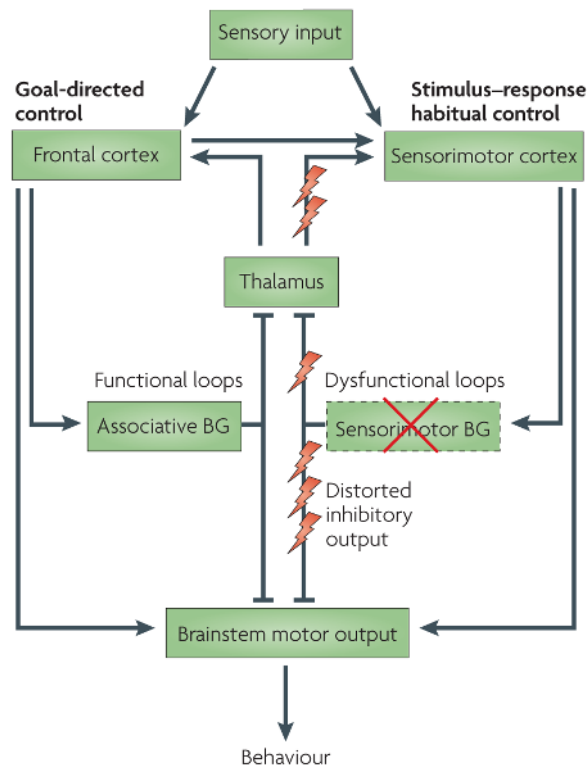 Sensory input
Goal-directed
control
Stimulus–response
habitual control
Frontal cortex
Sensorimotor cortex
Thalamus
Functional loops
Dysfunctional loops
Associative BG
Sensorimotor BG
Distorted
inhibitory
output
Brainstem motor output
Behaviour